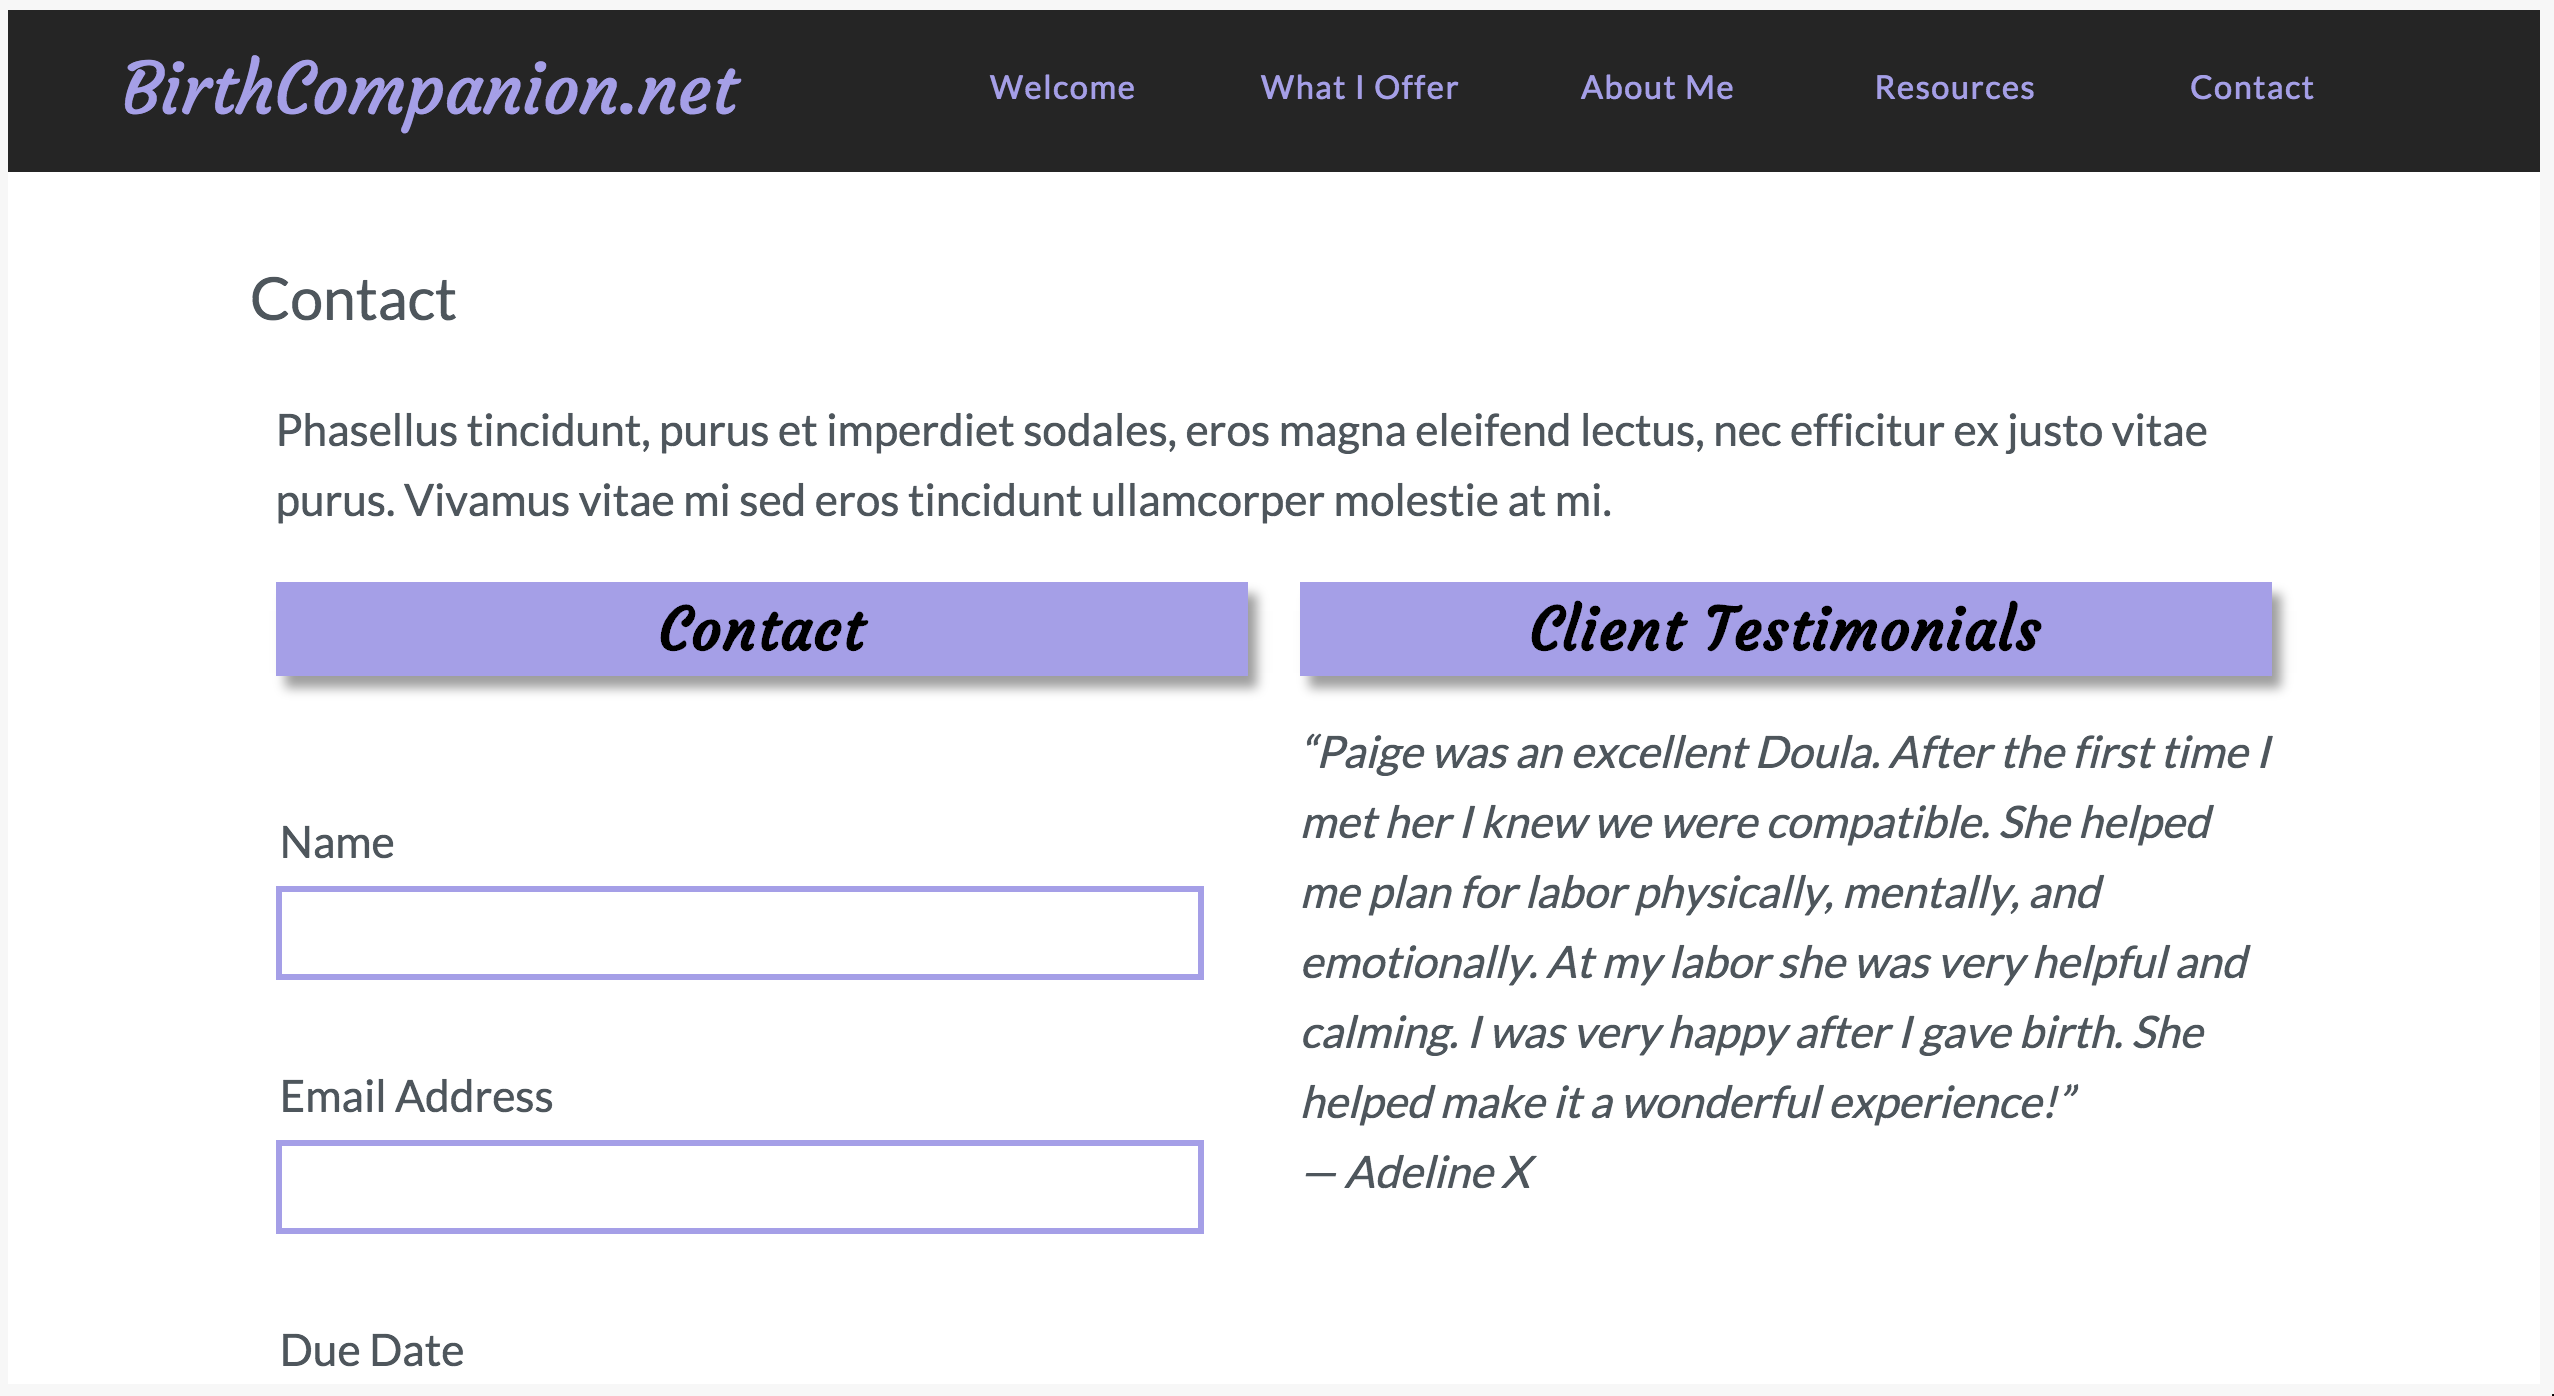 BirthCompanion.net
Welcome
What I Offer
About Me
Resources
Contact
Contact
Phasellus tincidunt, purus et imperdiet sodales, eros magna eleifend lectus, nec efficitur ex justo vitae
purus. Vivamus vitae mi sed eros tincidunt ullamcorper molestie at mi.
Contact
Name
Email Address
Due Date
Client Testimonials
“Paige was an excellent Doula. After the first time I
met her I knew we were compatible. She helped
me plan for labor physically, mentally, and
emotionally. At my labor she was very helpful and
calming. I was very happy after I gave birth. She
helped make it a wonderful experience!”
— Adeline X